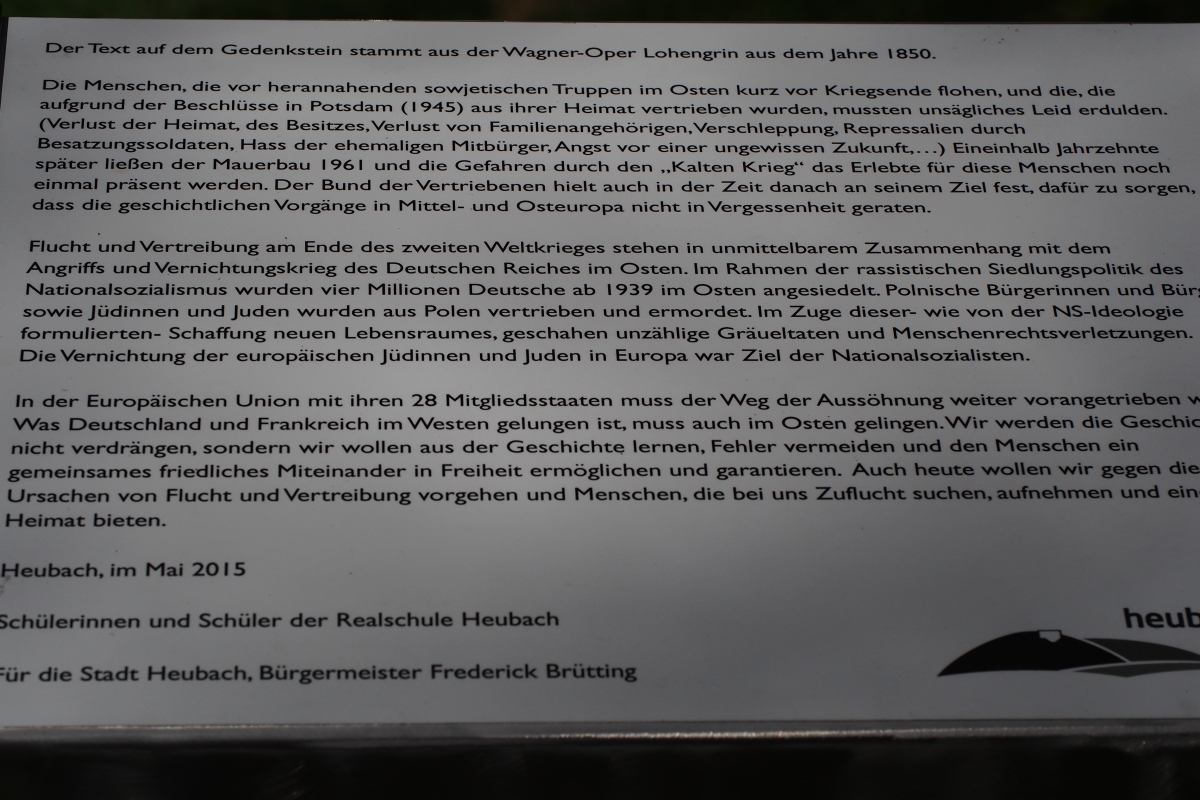 Der Text auf dem Gedenkstein stammt aus der Wagner-Oper Lohengrin aus dem Jahre 1850.
Die Menschen, die vor herannahenden sowjetischen Truppen im Osten kurz vor Kriegsende flohen, und die, die
aufgrund der Beschlüsse in Potsdam (1945) aus ihrer Heimat vertrieben wurden, mussten unsägliches Leid erdulden.
(Verlust der Heimat, des Besitzes, Verlust von Familienangehörigen, Verschleppung, Repressalien durch
Besatzungssoldaten, Hass der ehemaligen Mitbürger, Angst vor einer ungewissen Zukunft,…) Eineinhalb Jahrzehnte
später ließen der Mauerbau 1961 und die Gefahren durch den „Kalten Krieg“ das Erlebte für diese Menschen noch
einmal präsent werden. Der Bund der Vertriebenen hielt auch in der Zeit danach an seinem Ziel fest, dafür zu sorgen,
dass die geschichtlichen Vorgänge in Mittel- und Osteuropa nicht in Vergessenheit geraten.
Flucht und Vertreibung am Ende des zweiten Weltkrieges stehen in unmittelbarem Zusammenhang mit dem
Angriffs und Vernichtungskrieg des Deutschen Reiches im Osten. Im Rahmen der rassistischen Siedlungspolitik des
Nationalsozialismus wurden vier Millionen Deutsche ab 1939 im Osten angesiedelt. Polnische Bürgerinnen und
sowie Jüdinnen und Juden wurden aus Polen vertrieben und ermordet. Im Zuge dieser- wie von der NS-Ideologie
formulierten- Schaffung neuen Lebensraumes, geschahen unzählige Gräueltaten und Menschenrechtsverletzungen.
Die Vernichtung der europäischen Jüdinnen und Juden in Europa war Ziel der Nationalsozialisten.
In der Europäischen Union mit ihren 28 Mitgliedsstaaten muss der Weg der Aussöhnung weiter vorangetrieben
Was Deutschland und Frankreich im Westen gelungen ist, muss auch im Osten gelingen. Wir werden die
nicht verdrängen, sondern wir wollen aus der Geschichte lernen, Fehler vermeiden und den Menschen ein
gemeinsames friedliches Miteinander in Freiheit ermöglichen und garantieren. Auch heute wollen wir gegen die
Ursachen von Flucht und Vertreibung vorgehen und Menschen, die bei uns Zuflucht suchen, aufnehmen und
Heimat bieten.
Heubach, im Mai 2015
Schülerinnen und Schüler der Realschule Heubach
heub
Für die Stadt Heubach, Bürgermeister Frederick Brütting